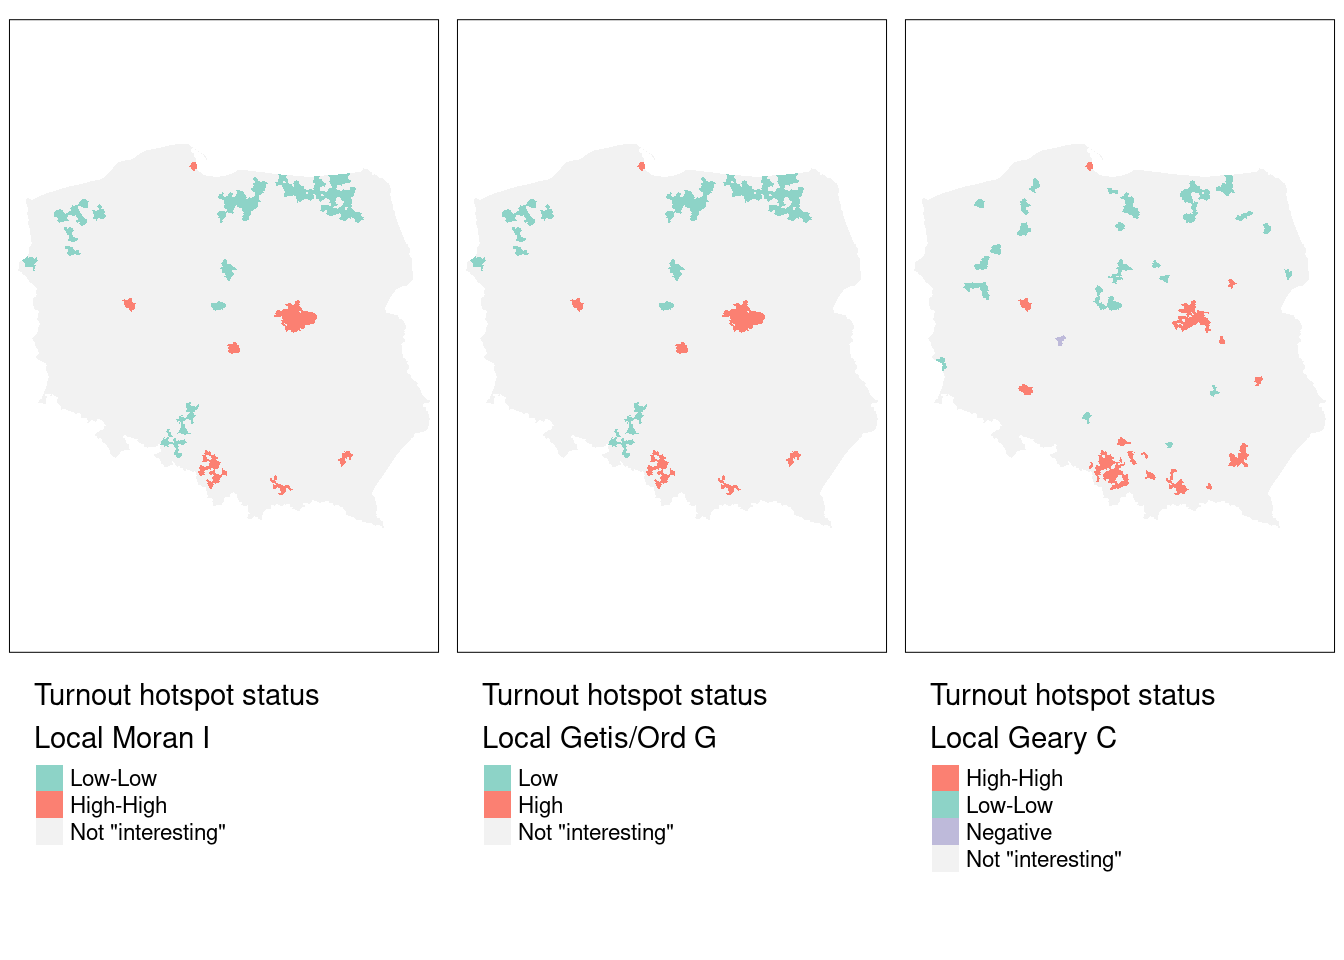 Turnout hotspot status
Local Moran I
Low-Low
High-High
Not "interesting"
Turnout hotspot status
Local Getis/Ord G
Low
High
Not "interesting"
Turnout hotspot status
Local Geary C
High-High
Low-Low
Negative
Not "interesting"